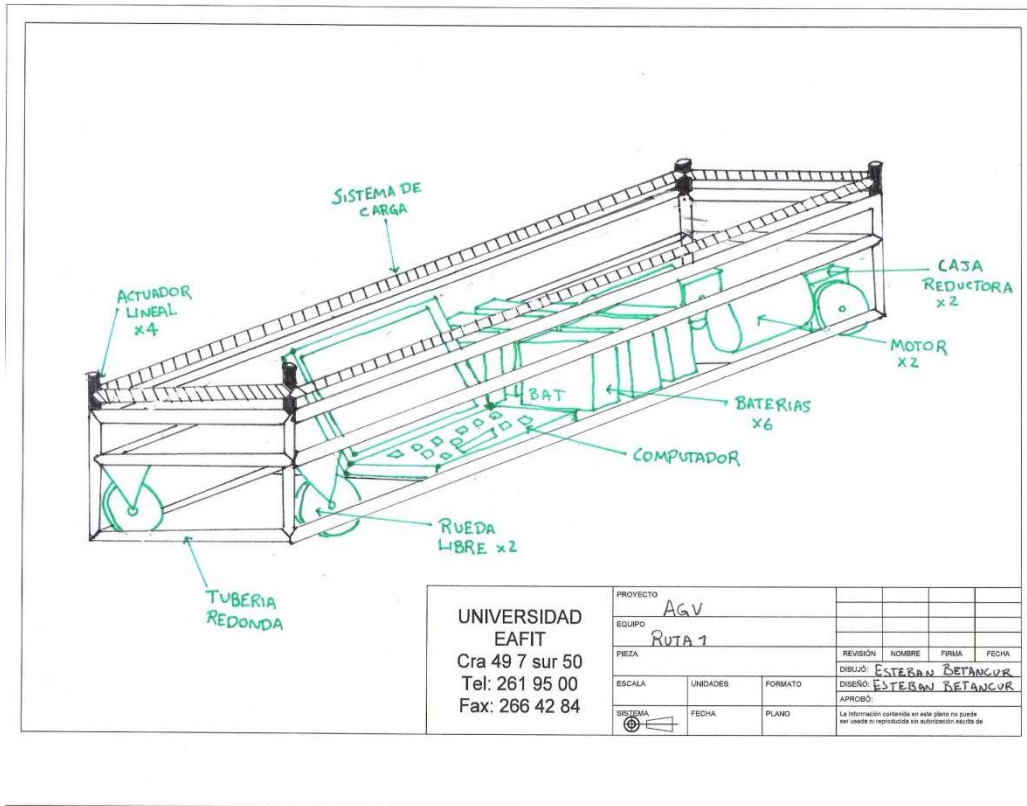 SISTEMA DE
CARGA
ACTUADOR
LINEAL
x4
CAJA
REDUCTORA
x2
MOTOR
x2
BAT
BATERIAS
x6
COMPUTADOR
RUEDA
LIBRE x2
TUBERIA
REDONDA
UNIVERSIDAD
EAFIT
Cra 49 7 sur 50
Tel: 261 95 00
Fax: 266 42 84
PROYECTO
AGV
EQUIPO
RUTA 1
PIEZA
ESCALA
UNIDADES
FORMATO
SISTEMA
FECHA
PLANO
REVISIÓN NOMBRE FIRMA FECHA
DIBUJÓ: ESTEBAN BETANCUR
DISEÑO: ESTEBAN BETANCUR
APROBÓ:
La información contenida en este plano no puede
ser usada ni reproducida sin autorización escrita de